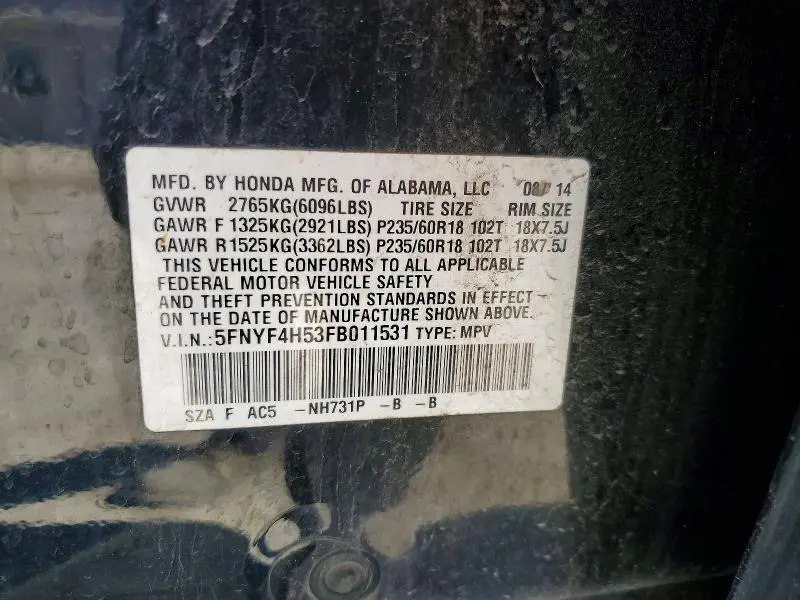 MFD. BY HONDA MFG. OF ALABAMA, LLC 08/14
GVWR 2765KG(6096LBS) TIRE SIZE RIM SIZE
GAWR F 1325KG(2921LBS) P235/60R18 102T 18X7.5J
GAWR R 1525KG(3362LBS) P235/60R18 102T 18X7.5J
THIS VEHICLE CONFORMS TO ALL APPLICABLE
FEDERAL MOTOR VEHICLE SAFETY
AND THEFT PREVENTION STANDARDS IN EFFECT
ON THE DATE OF MANUFACTURE SHOWN ABOVE.
V.I.N.:5FNYF4H53FB011531 TYPE: MPV
SZA F AC5 -NH731P -B -B